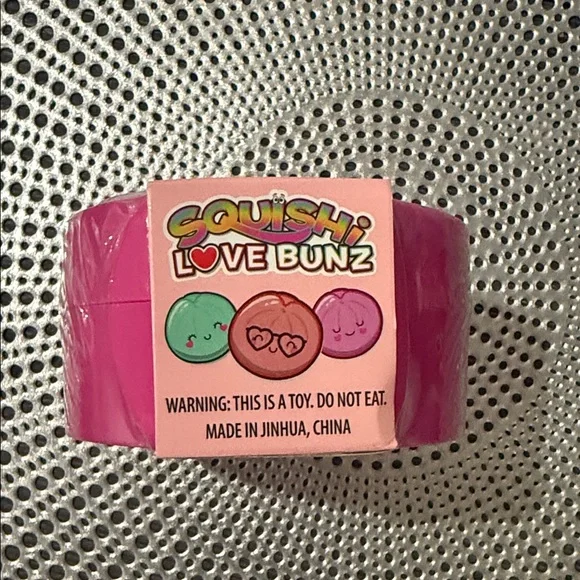 SQUiSHi
LOVE BUNZ
WARNING: THIS IS A TOY. DO NOT EAT.
MADE IN JINHUA, CHINA